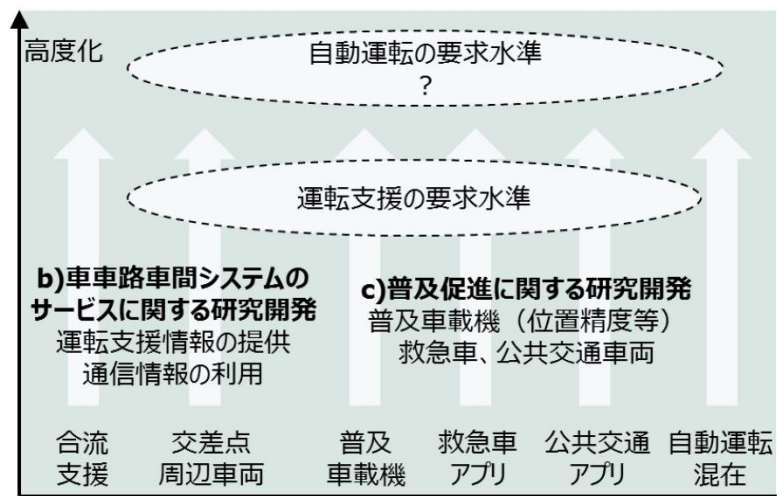 高度化
自動運転の要求水準
?
運転支援の要求水準
b)車車路車間システムの
サービスに関する研究開発
運転支援情報の提供
通信情報の利用
c)普及促進に関する研究開発
普及車載機（位置精度等）
救急車、公共交通車両
合流
支援
交差点
周辺車両
普及
車載機
救急車
アプリ
公共交通
アプリ
自動運転
混在